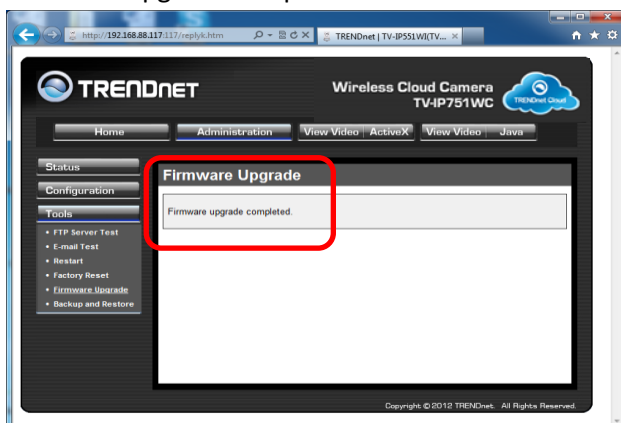 http://192.168.88.117:117/replyk.htm
TRENDnet | TV-IP551WI(TV...
TRENDNET
Wireless Cloud Camera
TV-IP751WC
TRENDnet Cloud
Home
Administration
View Video | ActiveX
View Video | Java
Status
Configuration
Tools
• FTP Server Test
• E-mail Test
• Restart
• Factory Reset
• Firmware Upgrade
• Backup and Restore
Firmware Upgrade
Firmware upgrade completed.
Copyright © 2012 TRENDnet. All Rights Reserved.